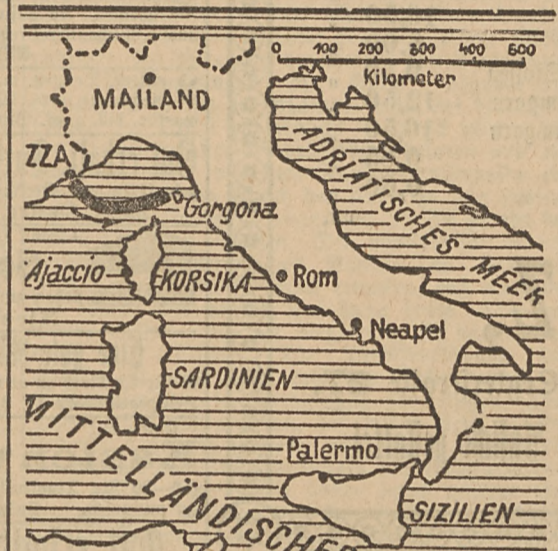 0 100 200 300 400 500
Kilometer
MAILAND
ADRIATISCHES MEER
ZZA
Gorgona
Ajaccio
KORSIKA
Rom
Neapel
SARDINIEN
MITTELLÄNDISCHES
Palermo
SIZILIEN